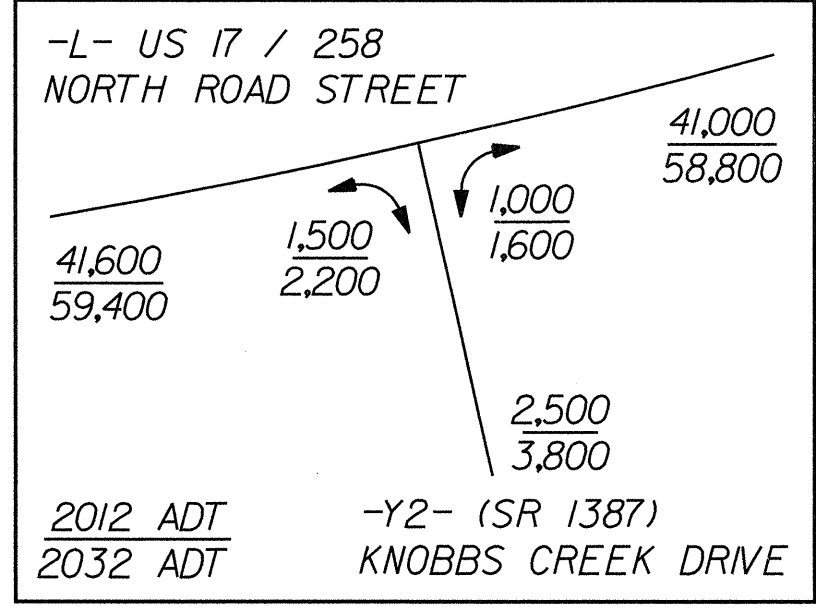 -L- US 17 / 258
NORTH ROAD STREET
41,000
58,800
1,000
1,600
1,500
2,200
41,600
59,400
2,500
3,800
2012 ADT
2032 ADT
-Y2- (SR 1387)
KNOBBS CREEK DRIVE